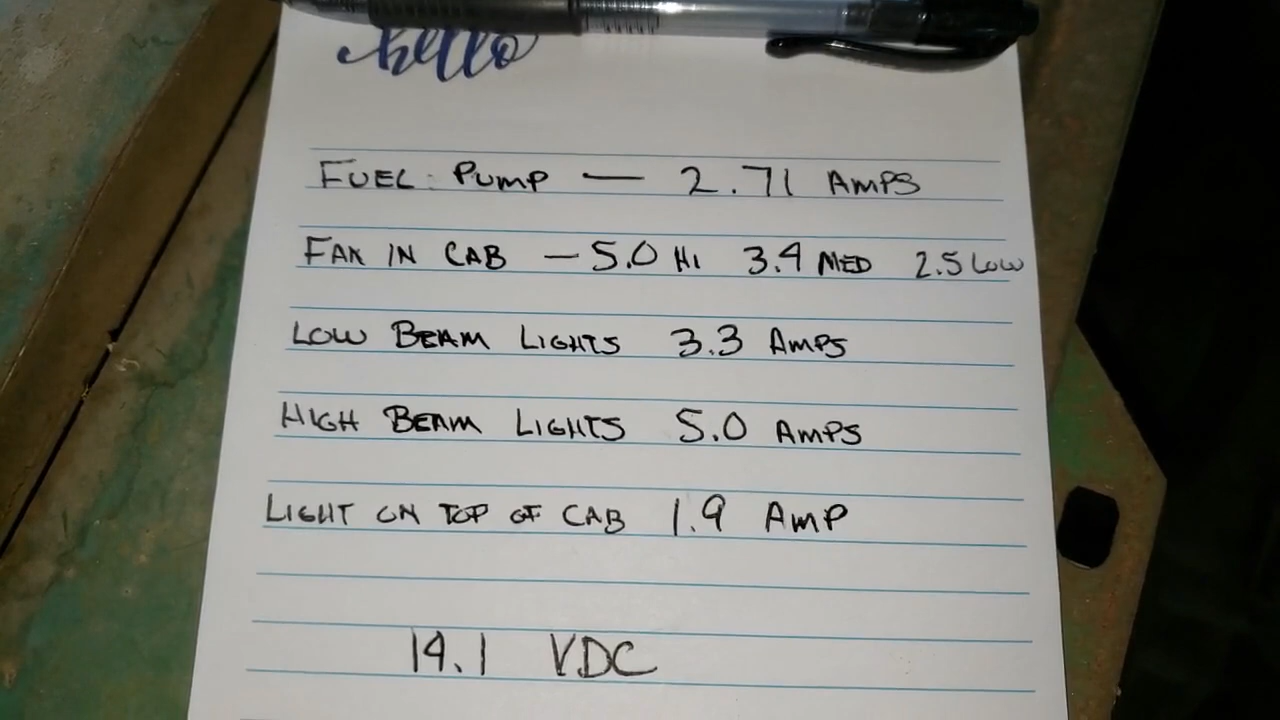 hello
FUEL PUMP — 2.71 AMPS
FAN IN CAB — 5.0 HI 3.4 MED 2.5 LOW
LOW BEAM LIGHTS 3.3 AMPS
HIGH BEAM LIGHTS 5.0 AMPS
LIGHT ON TOP OF CAB 1.9 AMP
14.1 VDC